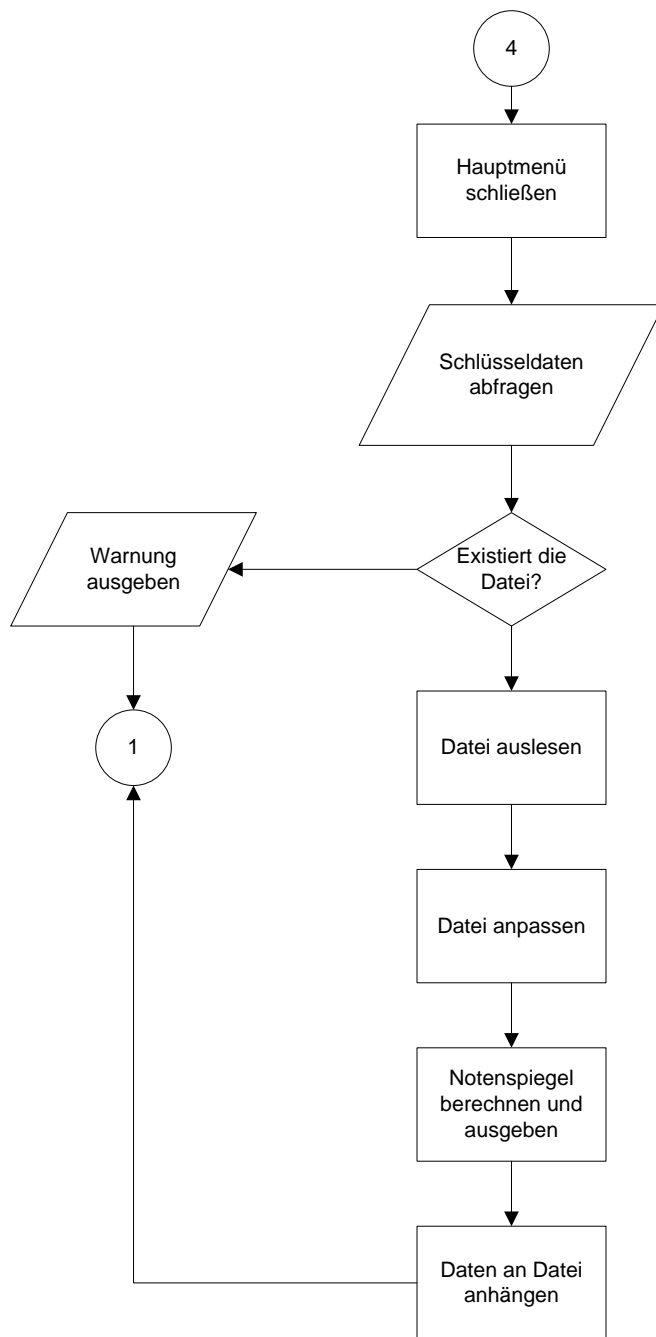 4
Hauptmenü
schließen
Schlüsseldaten
abfragen
Existiert die
Datei?
Warnung
ausgeben
Datei auslesen
1
Datei anpassen
Notenspiegel
berechnen und
ausgeben
Daten an Datei
anhängen